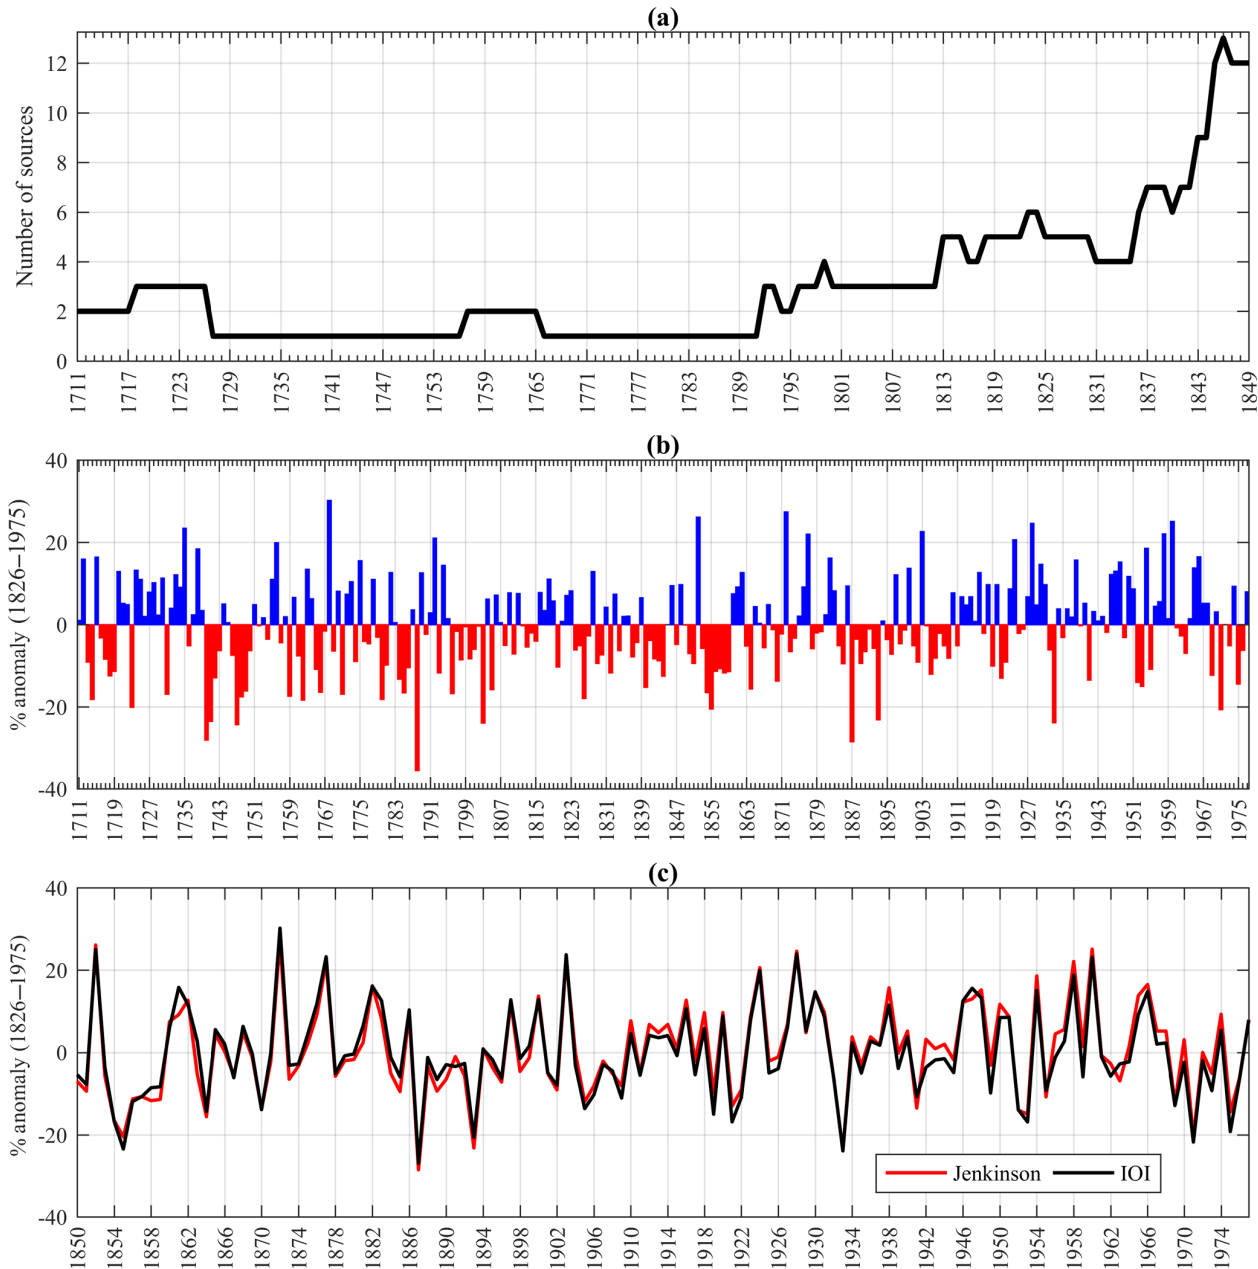 (a)
Number of sources
12
10
8
6
4
2
0
1711 1717 1723 1729 1735 1741 1747 1753 1759 1765 1771 1777 1783 1789 1795 1801 1807 1813 1819 1825 1831 1837 1843 1849
(b)
% anomaly (1826–1975)
40
20
0
-20
-40
1711 1719 1727 1735 1743 1751 1759 1767 1775 1783 1791 1799 1807 1815 1823 1831 1839 1847 1855 1863 1871 1879 1887 1895 1903 1911 1919 1927 1935 1943 1951 1959 1967 1975
(c)
% anomaly (1826–1975)
40
20
0
-20
-40
Jenkinson IOI
1850 1854 1858 1862 1866 1870 1874 1878 1882 1886 1890 1894 1898 1902 1906 1910 1914 1918 1922 1926 1930 1934 1938 1942 1946 1950 1954 1958 1962 1966 1970 1974